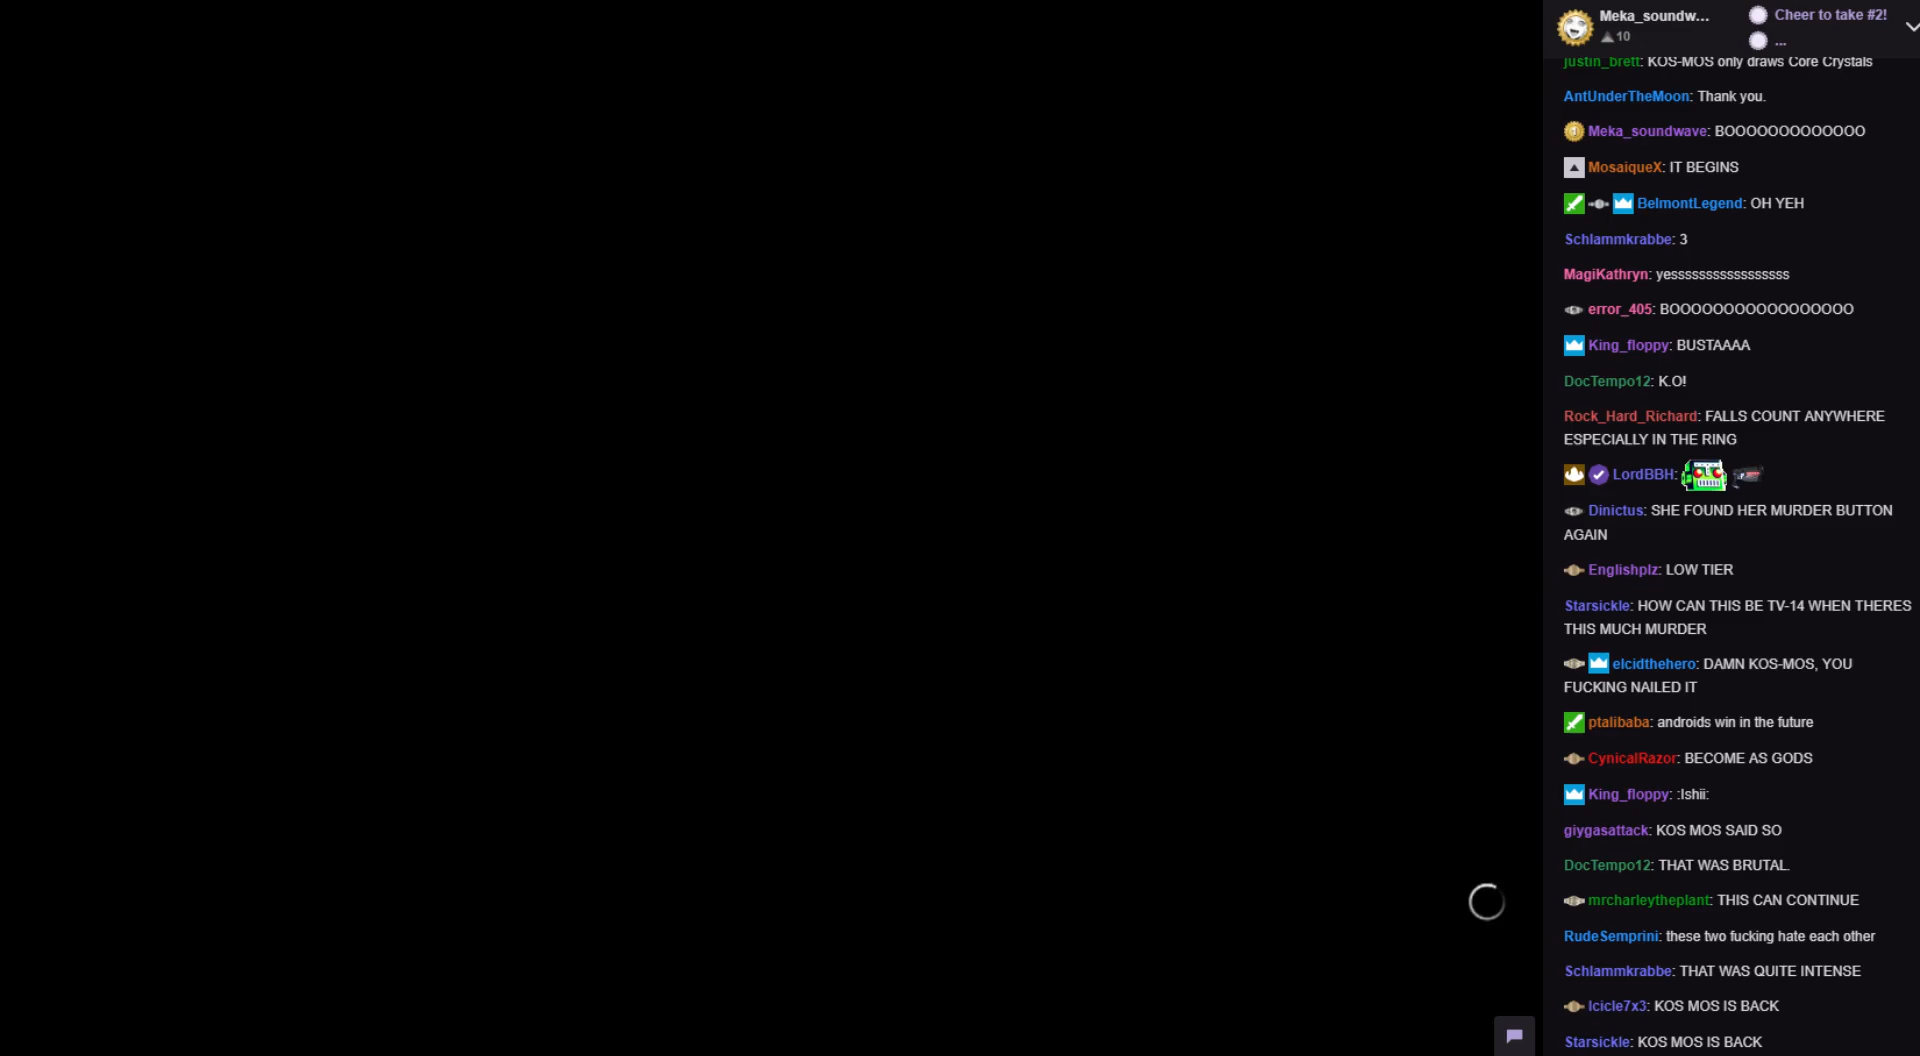 Meka_soundw...
10
Cheer to take #2!
...
justin_brett: KOS-MOS only draws Core Crystals
AntUnderTheMoon: Thank you.
Meka_soundwave: BOOOOOOOOOOOOO
MosaiqueX: IT BEGINS
BelmontLegend: OH YEH
Schlammkrabbe: 3
MagiKathryn: yesssssssssssssssss
error_405: BOOOOOOOOOOOOOOOOO
King_floppy: BUSTAAAA
DocTempo12: K.O!
Rock_Hard_Richard: FALLS COUNT ANYWHERE
ESPECIALLY IN THE RING
LordBBH:
Dinictus: SHE FOUND HER MURDER BUTTON
AGAIN
Englishplz: LOW TIER
Starsickle: HOW CAN THIS BE TV-14 WHEN THERES
THIS MUCH MURDER
elcidthehero: DAMN KOS-MOS, YOU
FUCKING NAILED IT
ptalibaba: androids win in the future
CynicalRazor: BECOME AS GODS
King_floppy: :Ishii:
giygasattack: KOS MOS SAID SO
DocTempo12: THAT WAS BRUTAL.
mrcharleytheplant: THIS CAN CONTINUE
RudeSemprini: these two fucking hate each other
Schlammkrabbe: THAT WAS QUITE INTENSE
Icicle7x3: KOS MOS IS BACK
Starsickle: KOS MOS IS BACK